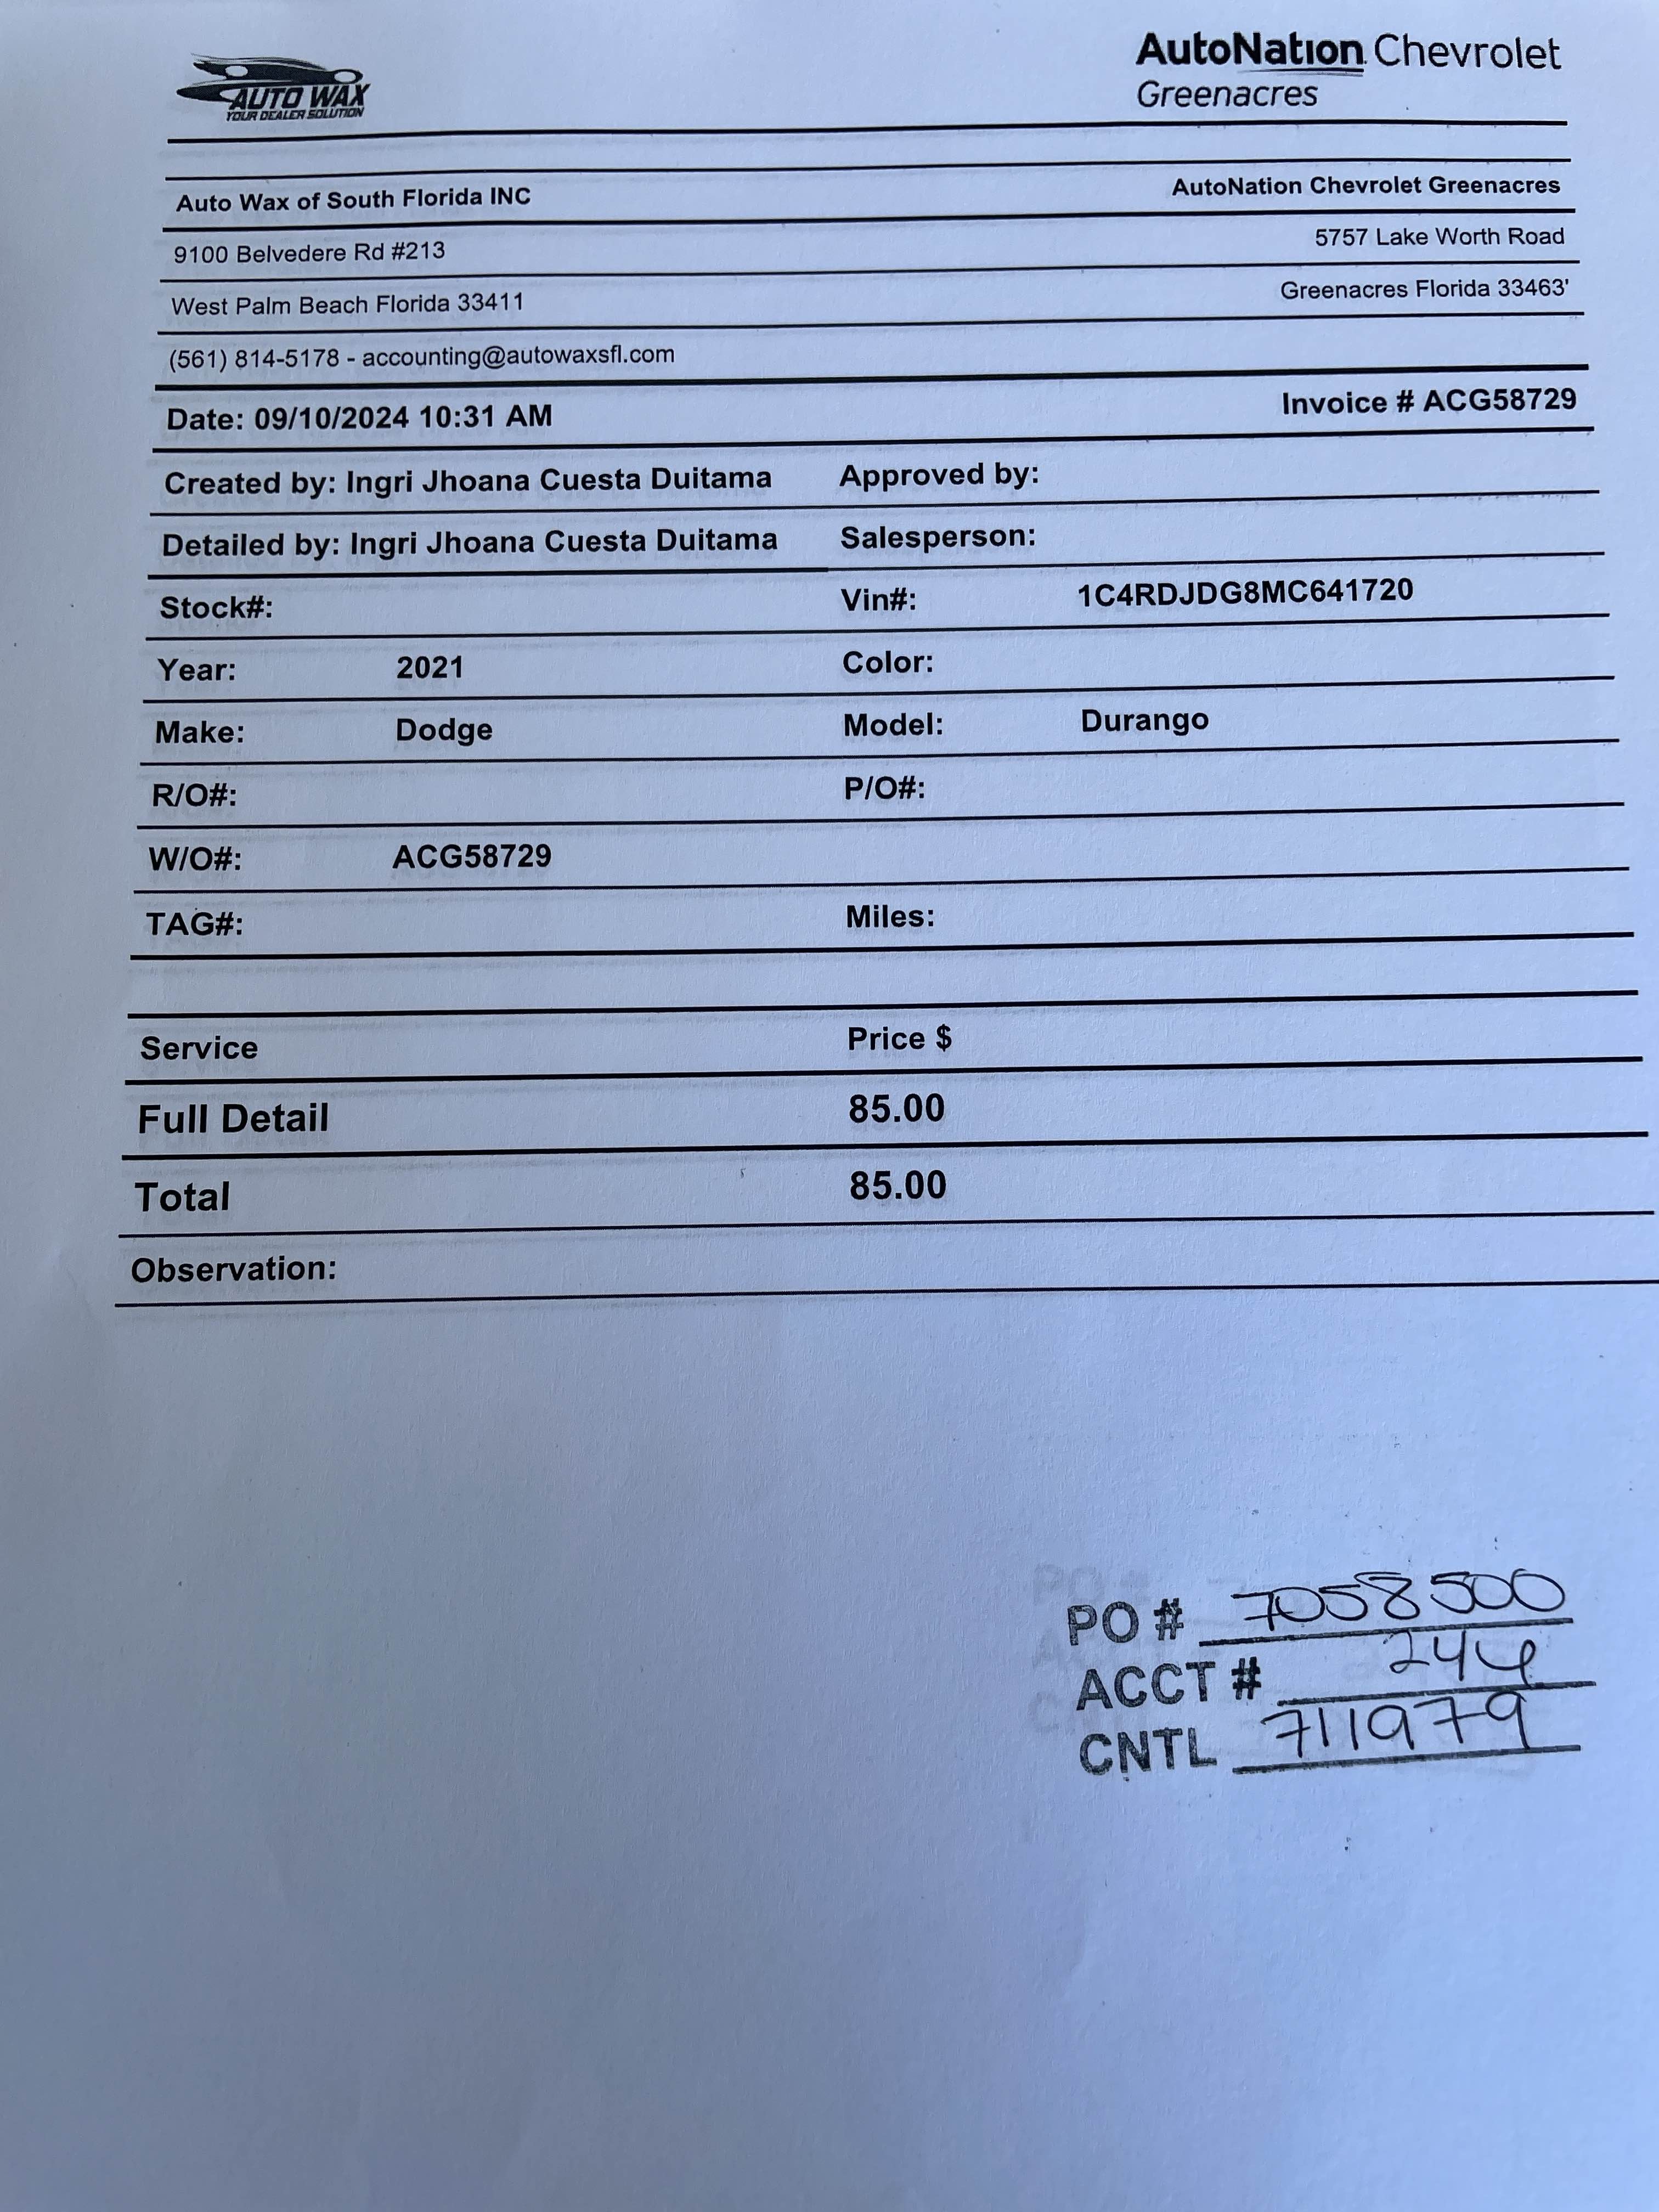 AUTO WAX
YOUR DEALER SOLUTION
AutoNation Chevrolet
Greenacres
Auto Wax of South Florida INC AutoNation Chevrolet Greenacres
9100 Belvedere Rd #213 5757 Lake Worth Road
West Palm Beach Florida 33411 Greenacres Florida 33463'
(561) 814-5178 - accounting@autowaxsfl.com
Date: 09/10/2024 10:31 AM Invoice # ACG58729
Created by: Ingri Jhoana Cuesta Duitama Approved by:
Detailed by: Ingri Jhoana Cuesta Duitama Salesperson:
Stock#: Vin#: 1C4RDJDG8MC641720
Year: 2021 Color:
Make: Dodge Model: Durango
R/O#: P/O#:
W/O#: ACG58729
TAG#: Miles:
Service Price $
Full Detail 85.00
Total 85.00
Observation:
PO # 7058500
ACCT # 244
CNTL 711979